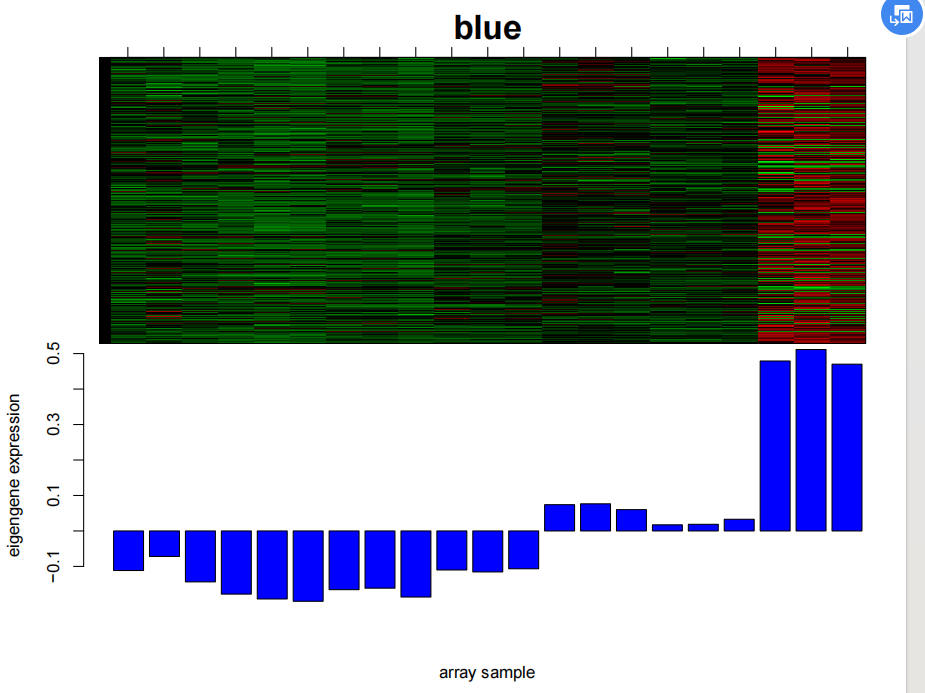 blue
0.5
0.3
0.1
−0.1
eigengene expression
array sample